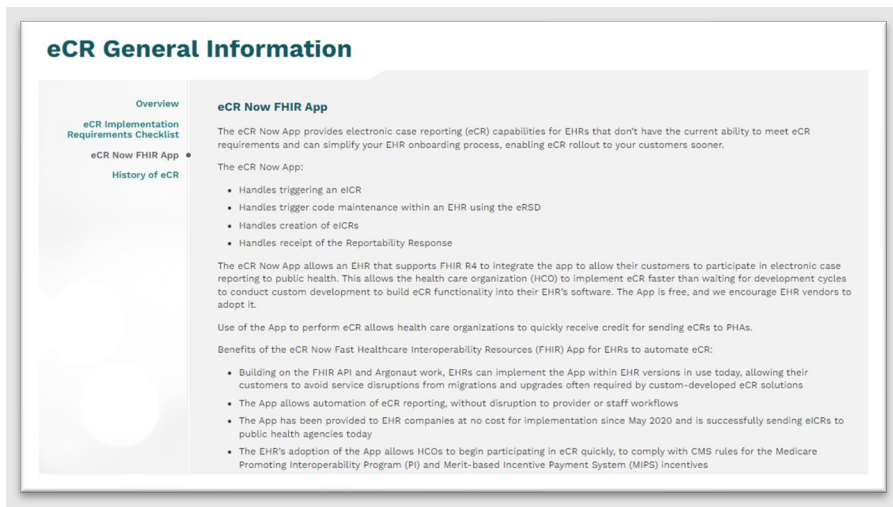 eCR General Information
Overview
eCR Implementation
Requirements Checklist
eCR Now FHIR App
History of eCR
eCR Now FHIR App
The eCR Now App provides electronic case reporting (eCR) capabilities for EHRs that don't have the current ability to meet eCR
requirements and can simplify your EHR onboarding process, enabling eCR rollout to your customers sooner.
The eCR Now App:
• Handles triggering an eICR
• Handles trigger code maintenance within an EHR using the eRSD
• Handles creation of eICRs
• Handles receipt of the Reportability Response
The eCR Now App allows an EHR that supports FHIR R4 to integrate the app to allow their customers to participate in electronic case
reporting to public health. This allows the health care organization (HCO) to implement eCR faster than waiting for development cycles
to conduct custom development to build eCR functionality into their EHR's software. The App is free, and we encourage EHR vendors to
adopt it.
Use of the App to perform eCR allows health care organizations to quickly receive credit for sending eCRs to PHAs.
Benefits of the eCR Now Fast Healthcare Interoperability Resources (FHIR) App for EHRs to automate eCR:
• Building on the FHIR API and Argonaut work, EHRs can implement the App within EHR versions in use today, allowing their
customers to avoid service disruptions from migrations and upgrades often required by custom-developed eCR solutions
• The App allows automation of eCR reporting, without disruption to provider or staff workflows
• The App has been provided to EHR companies at no cost for implementation since May 2020 and is successfully sending eICRs to
public health agencies today
• The EHR's adoption of the App allows HCOs to begin participating in eCR quickly, to comply with CMS rules for the Medicare
Promoting Interoperability Program (PI) and Merit-based Incentive Payment System (MIPS) incentives